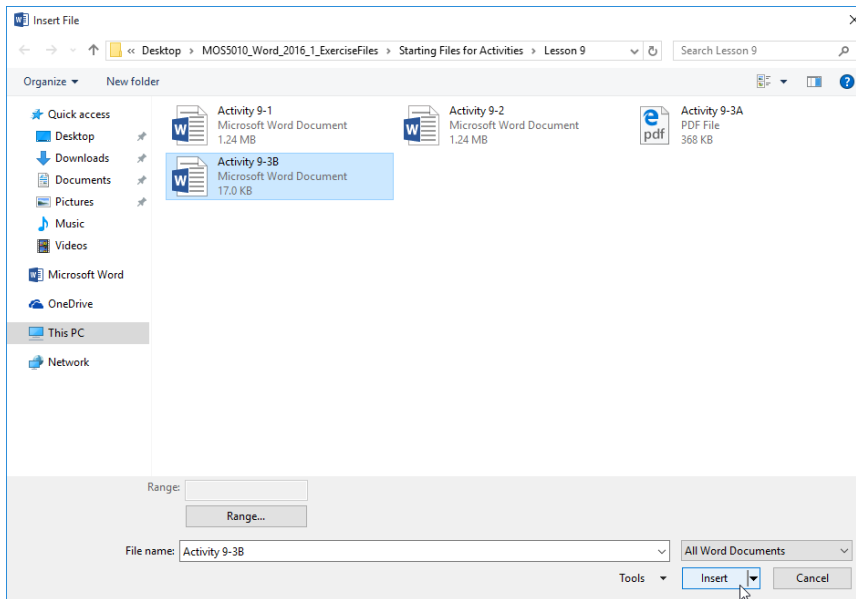 Insert File
« Desktop › MOS5010_Word_2016_1_ExerciseFiles › Starting Files for Activities › Lesson 9
Search Lesson 9
Organize
New folder
Quick access
Desktop
Downloads
Documents
Pictures
Music
Videos
Microsoft Word
OneDrive
This PC
Network
Activity 9-1
Microsoft Word Document
1.24 MB
Activity 9-2
Microsoft Word Document
1.24 MB
pdf
Activity 9-3A
PDF File
368 KB
Activity 9-3B
Microsoft Word Document
17.0 KB
Range:
Range...
File name: Activity 9-3B
All Word Documents
Tools
Insert
Cancel